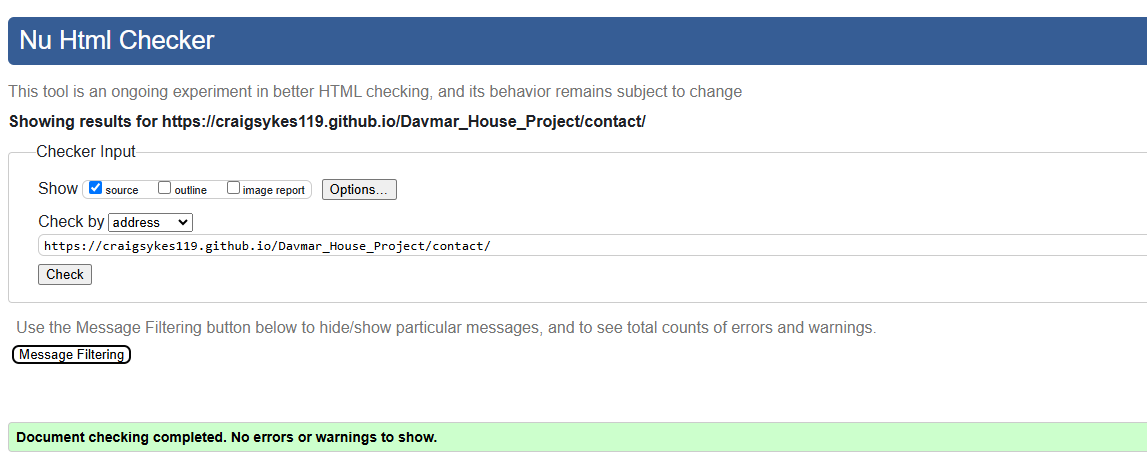 Nu Html Checker
This tool is an ongoing experiment in better HTML checking, and its behavior remains subject to change
Showing results for https://craigsykes119.github.io/Davmar_House_Project/contact/
Checker Input
Show source outline image report Options...
Check by address
https://craigsykes119.github.io/Davmar_House_Project/contact/
Check
Use the Message Filtering button below to hide/show particular messages, and to see total counts of errors and warnings.
Message Filtering
Document checking completed. No errors or warnings to show.